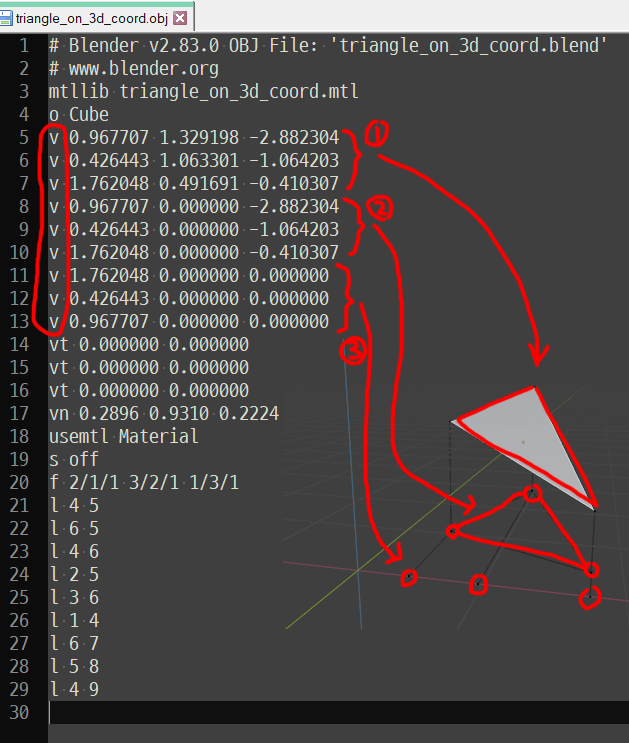 triangle_on_3d_coord.obj
1 # Blender v2.83.0 OBJ File: 'triangle_on_3d_coord.blend'
2 # www.blender.org
3 mtllib triangle_on_3d_coord.mtl
4 o Cube
5 v 0.967707 1.329198 -2.882304 ①
6 v 0.426443 1.063301 -1.064203
7 v 1.762048 0.491691 -0.410307
8 v 0.967707 0.000000 -2.882304 ②
9 v 0.426443 0.000000 -1.064203
10 v 1.762048 0.000000 -0.410307
11 v 1.762048 0.000000 0.000000
12 v 0.426443 0.000000 0.000000
13 v 0.967707 0.000000 0.000000
14 vt 0.000000 0.000000 ③
15 vt 0.000000 0.000000
16 vt 0.000000 0.000000
17 vn 0.2896 0.9310 0.2224
18 usemtl Material
19 s off
20 f 2/1/1 3/2/1 1/3/1
21 l 4 5
22 l 6 5
23 l 4 6
24 l 2 5
25 l 3 6
26 l 1 4
27 l 6 7
28 l 5 8
29 l 4 9
30